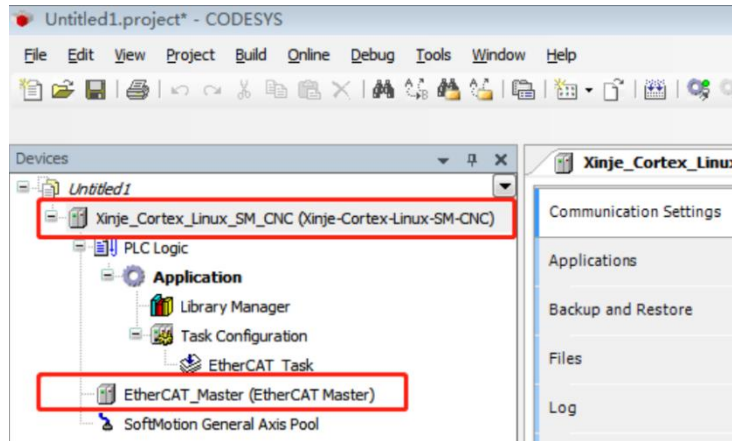 Untitled1.project* - CODESYS
File Edit View Project Build Online Debug Tools Window Help
Devices
Untitled1
Xinje_Cortex_Linux_SM_CNC (Xinje-Cortex-Linux-SM-CNC)
PLC Logic
Application
Library Manager
Task Configuration
EtherCAT_Task
EtherCAT_Master (EtherCAT Master)
SoftMotion General Axis Pool
Xinje_Cortex_Linux
Communication Settings
Applications
Backup and Restore
Files
Log